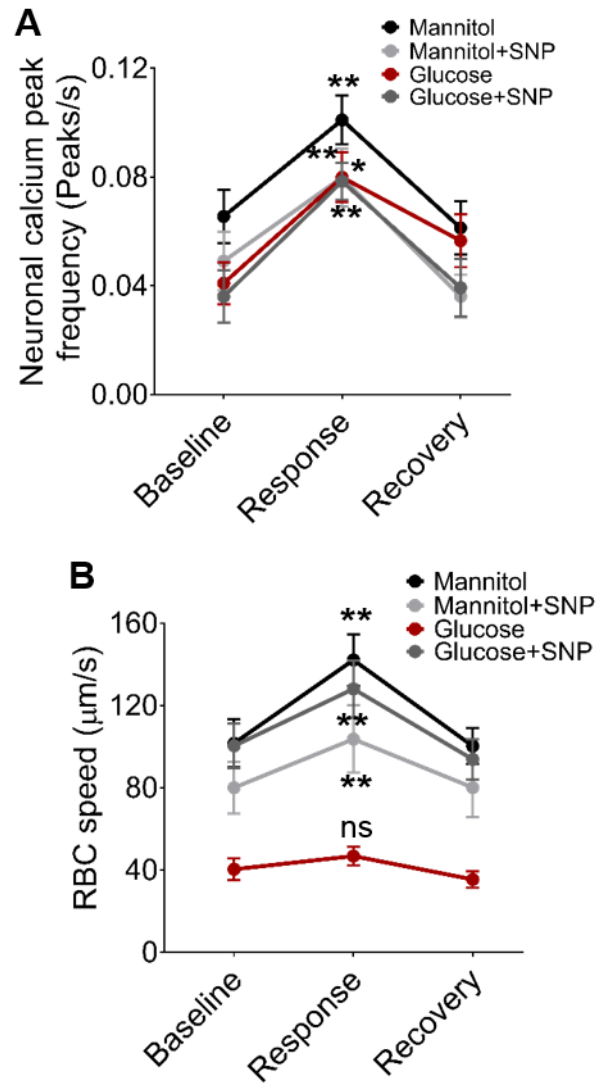 A
Mannitol
Mannitol+SNP
Glucose
Glucose+SNP
Neuronal calcium peak
frequency (Peaks/s)
0.12
0.08
0.04
0.00
**
** *
**
Baseline
Response
Recovery
B
Mannitol
Mannitol+SNP
Glucose
Glucose+SNP
RBC speed (μm/s)
160
120
80
40
0
**
**
**
ns
Baseline
Response
Recovery